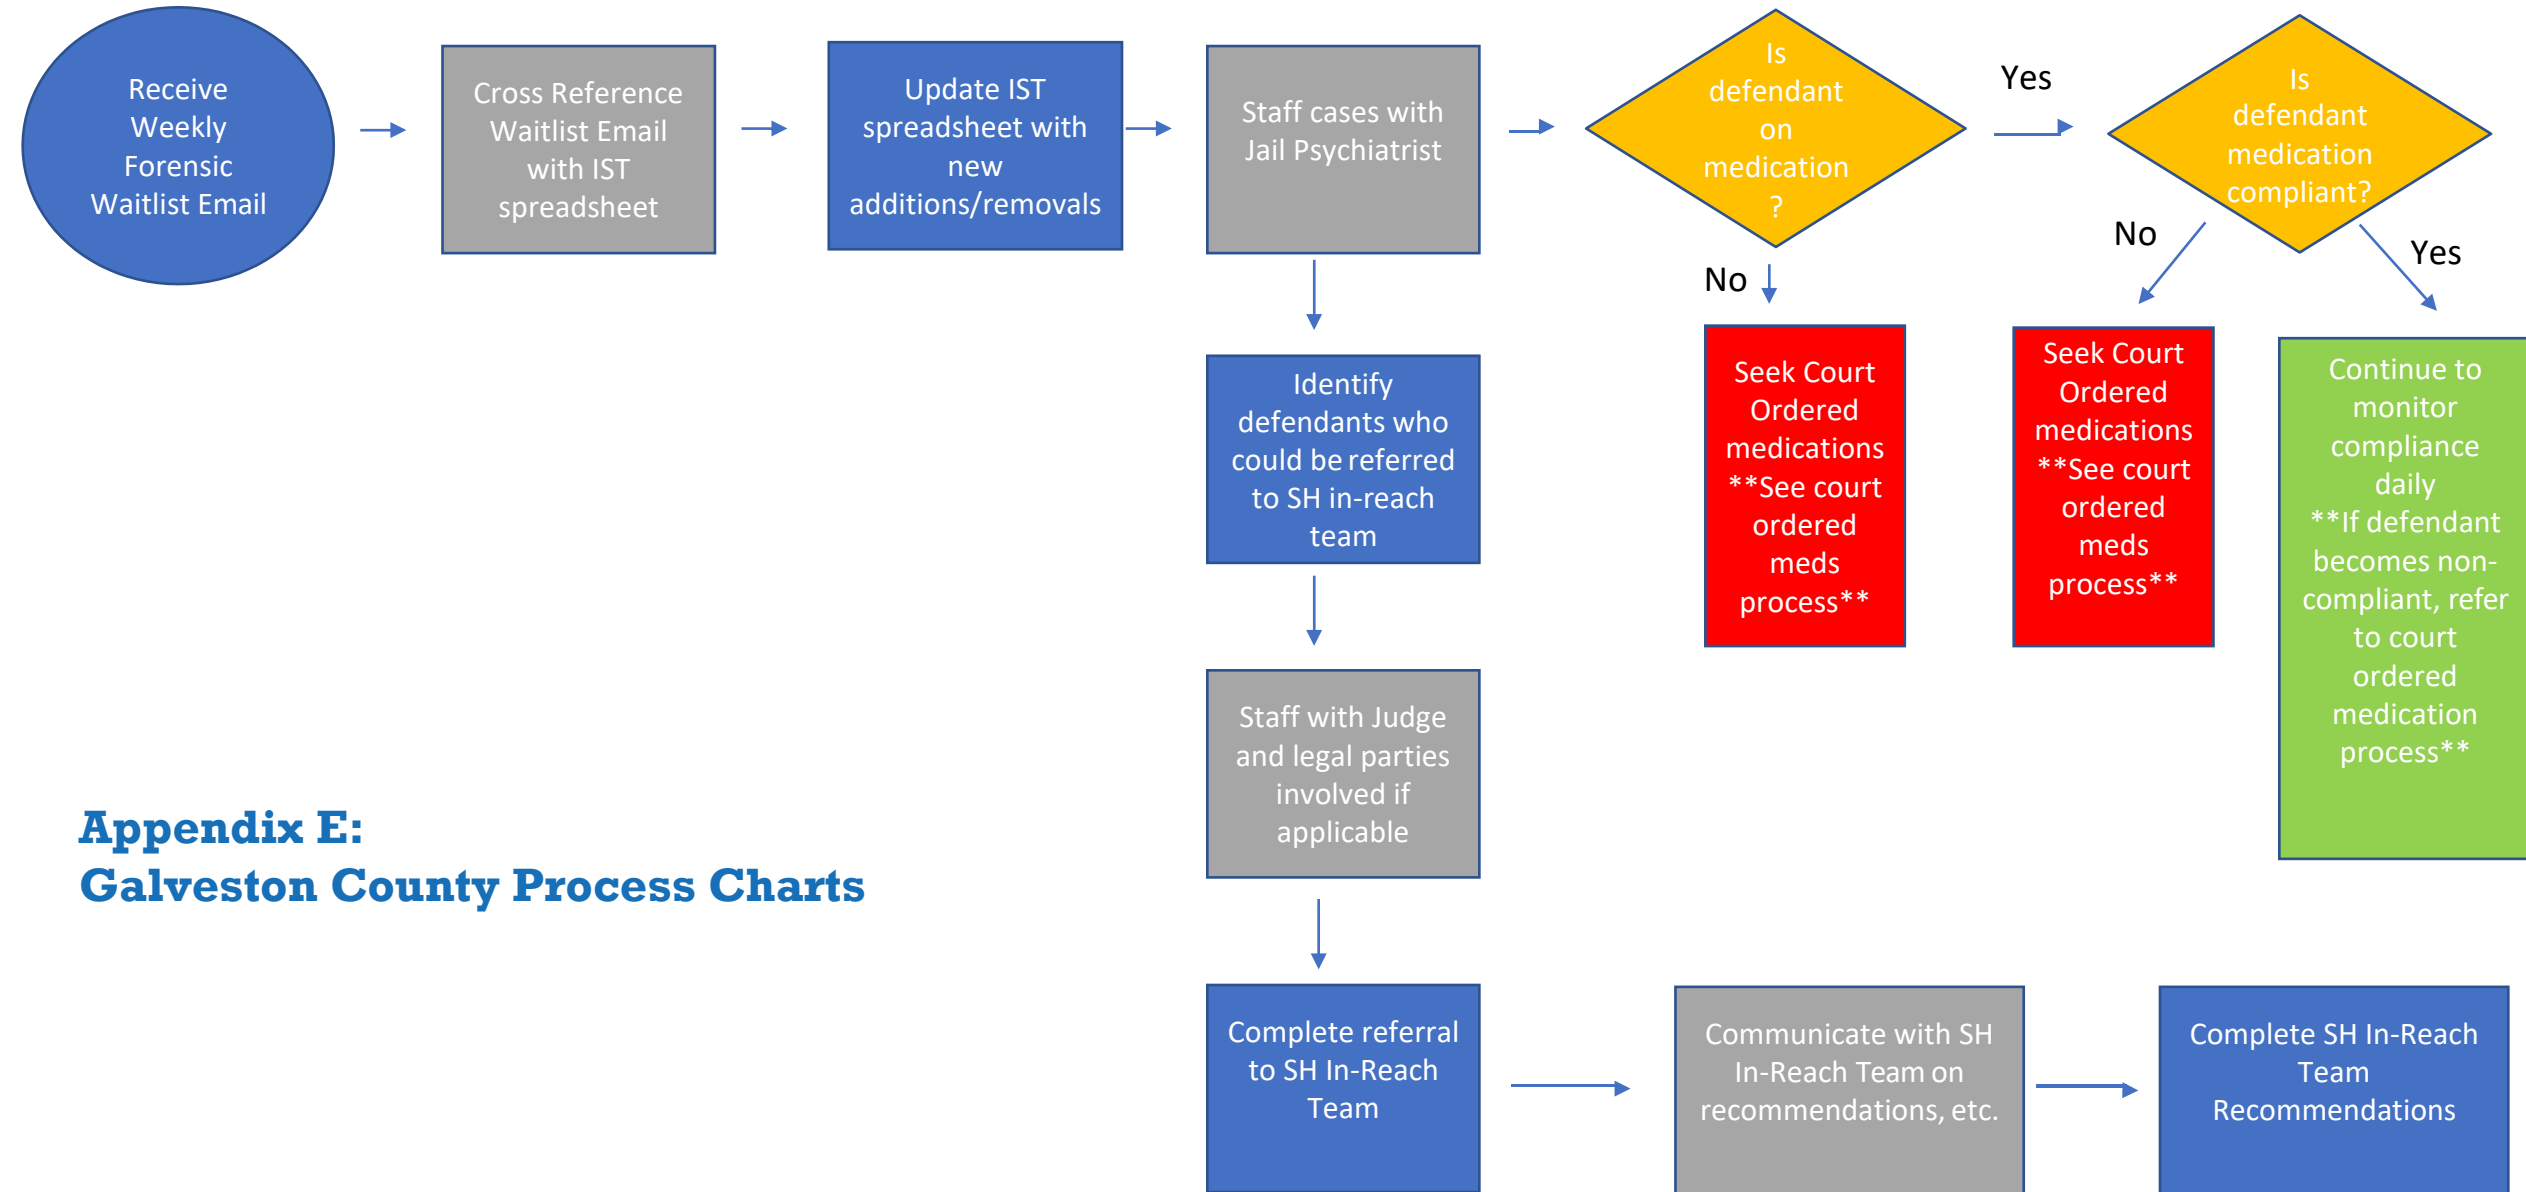 Receive
Weekly
Forensic
Waitlist Email
Cross Reference
Waitlist Email
with IST
spreadsheet
Update IST
spreadsheet with
new
additions/removals
Staff cases with
Jail Psychiatrist
Is
defendant
on
medication
?
Yes
Is
defendant
medication
compliant?
No
No
Yes
Seek Court
Ordered
medications
**See court
ordered
meds
process**
Seek Court
Ordered
medications
**See court
ordered
meds
process**
Continue to
monitor
compliance
daily
**If defendant
becomes non-
compliant, refer
to court
ordered
medication
process**
Identify
defendants who
could be referred
to SH in-reach
team
Staff with Judge
and legal parties
involved if
applicable
Appendix E:
Galveston County Process Charts
Complete referral
to SH In-Reach
Team
Communicate with SH
In-Reach Team on
recommendations, etc.
Complete SH In-Reach
Team
Recommendations